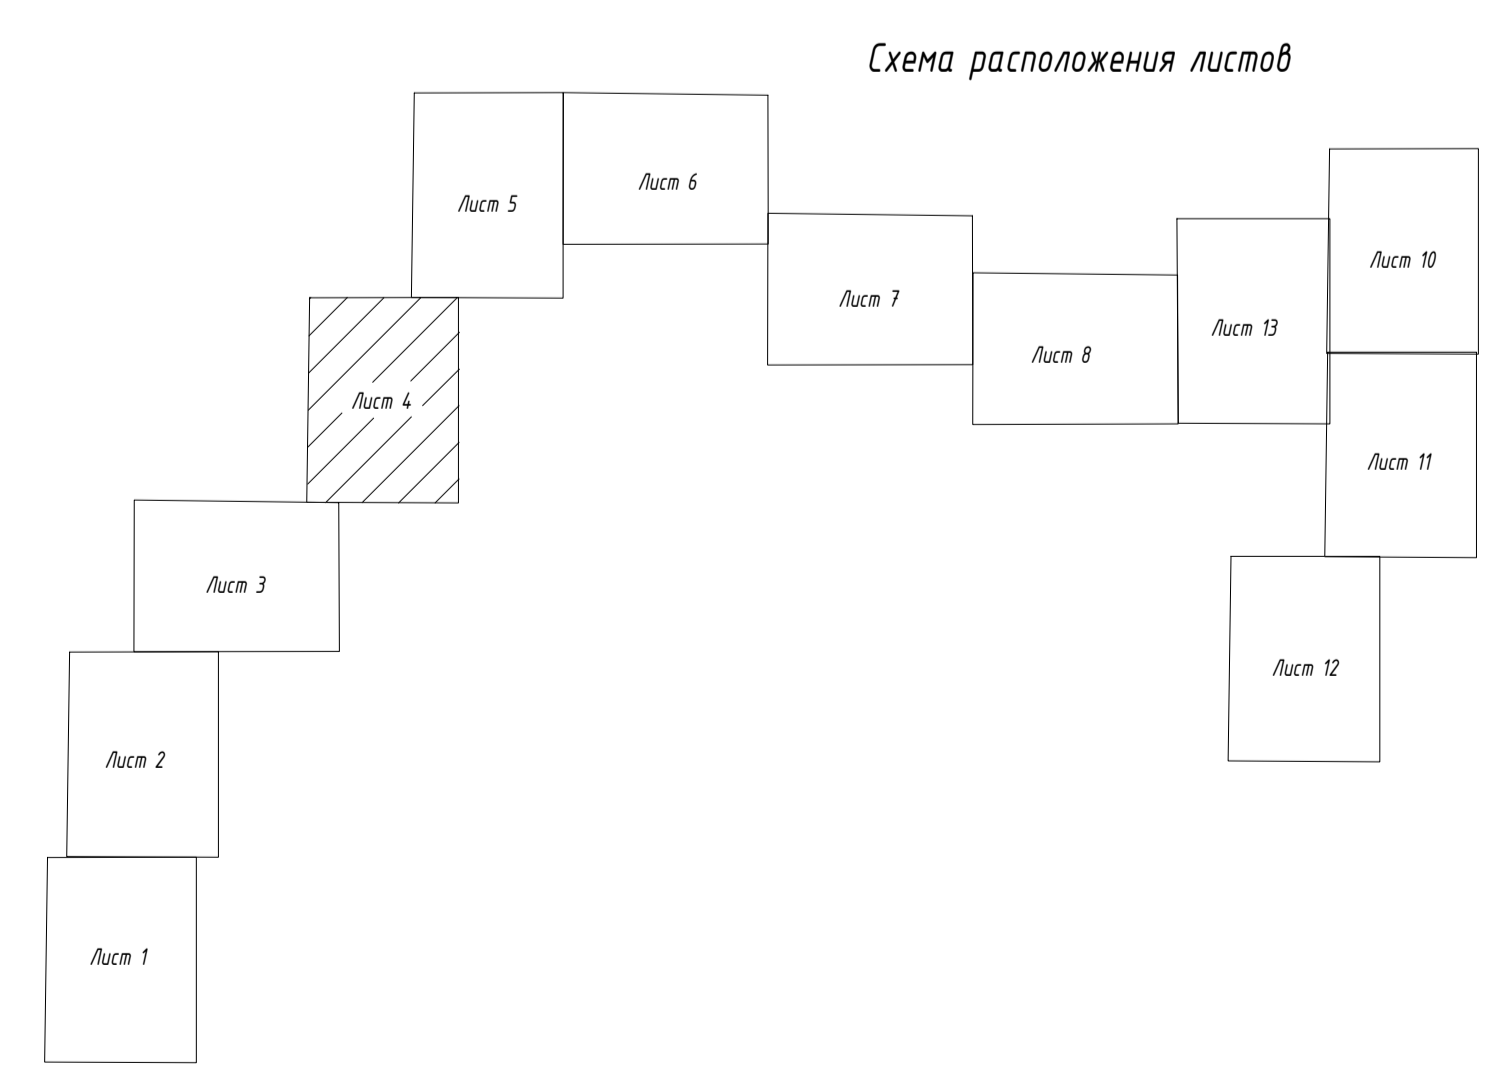 Схема расположения листов
Лист 5
Лист 6
Лист 7
Лист 8
Лист 13
Лист 10
Лист 11
Лист 12
Лист 4
Лист 3
Лист 2
Лист 1